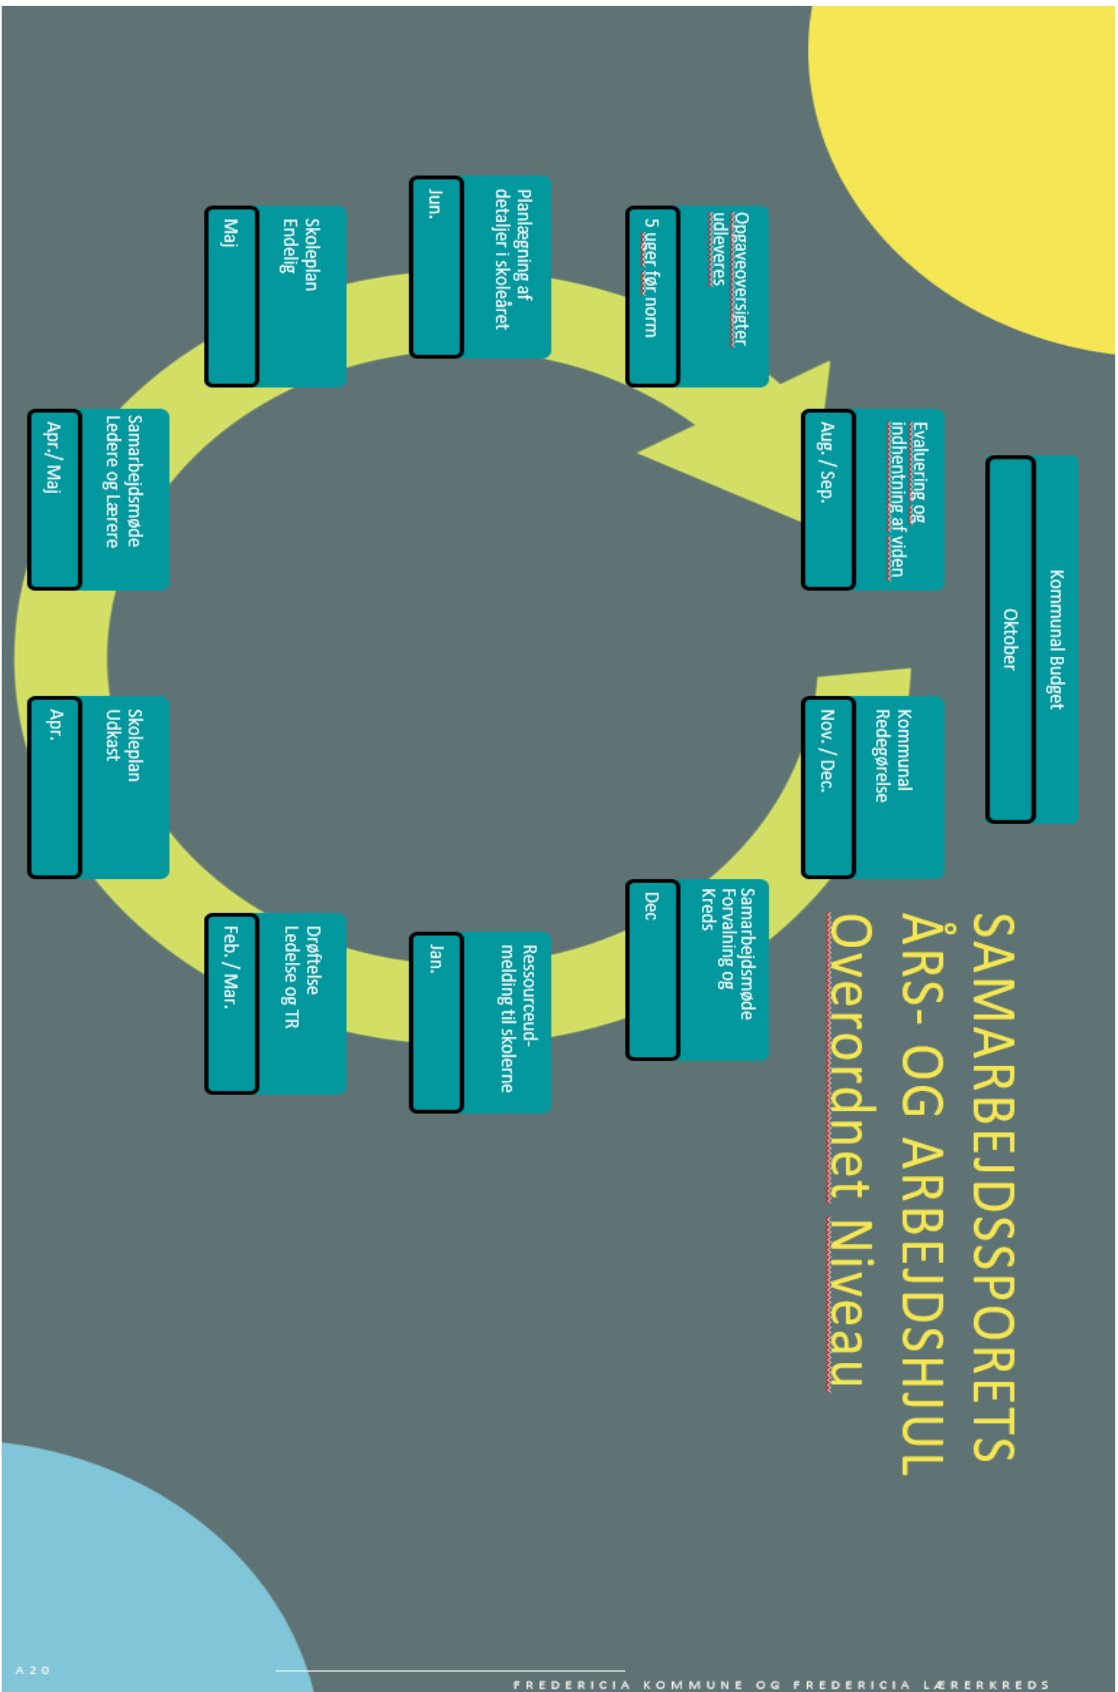 SAMARBEJDSSPORETS
ÅRS- OG ARBEJDSHJUL
Overordnet Niveau
Kommunal Budget
Oktober
Kommunal
Redegørelse
Nov. / Dec.
Samarbejdsmøde
Forvalning og
Kreds
Dec
Ressourceud-
melding til skolerne
Jan.
Drøftelse
Ledelse og TR
Feb. / Mar.
Skoleplan
Udkast
Apr.
Samarbejdsmøde
Ledere og Lærere
Apr./ Maj
Skoleplan
Endelig
Maj
Planlægning af
detaljer i skoleåret
Jun.
Opgaveoversigter
udleveres
5 uger før norm
Evaluering og
indhentning af viden
Aug. / Sep.
A20
FREDERICIA KOMMUNE OG FREDERICIA LÆRERKREDS